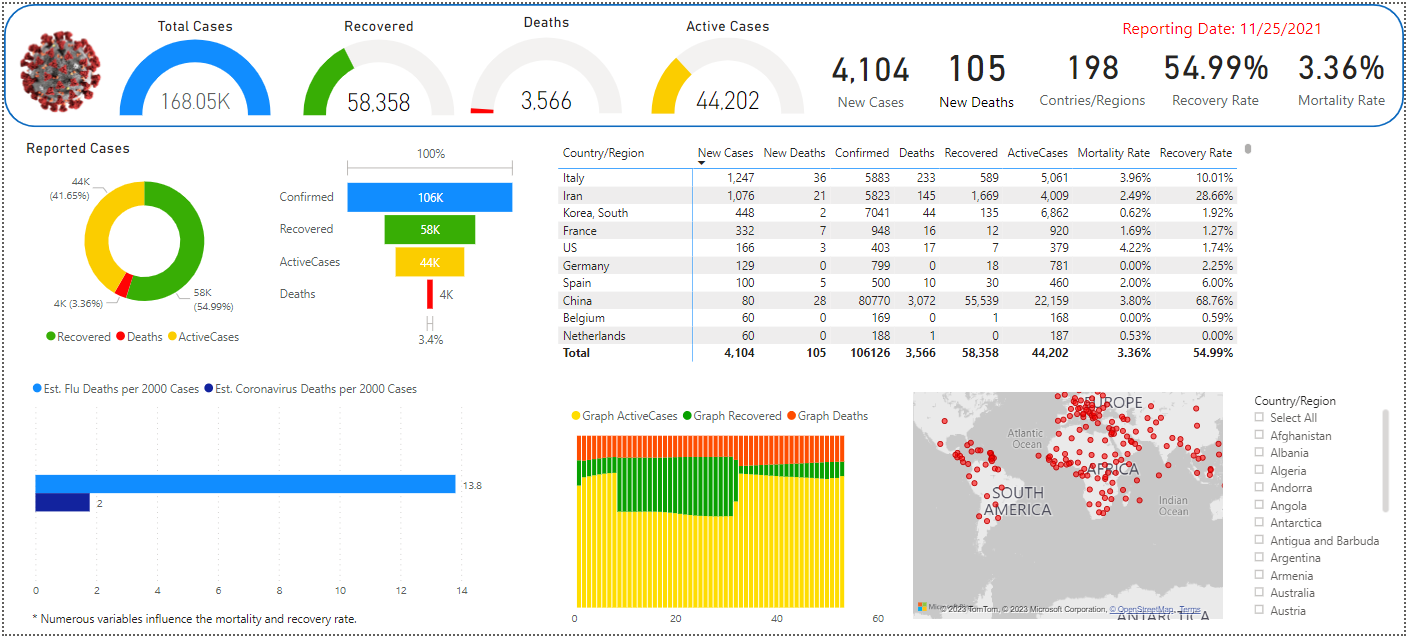 Total Cases
Recovered
Deaths
Active Cases
Reporting Date: 11/25/2021
168.05K
58,358
3,566
44,202
4,104
New Cases
105
New Deaths
198
Contries/Regions
54.99%
Recovery Rate
3.36%
Mortality Rate
Reported Cases
44K
(41.65%)
4K (3.36%)
58K
(54.99%)
Recovered Deaths ActiveCases
100%
Confirmed 106K
Recovered 58K
ActiveCases 44K
Deaths 4K
3.4%
Country/Region New Cases New Deaths Confirmed Deaths Recovered ActiveCases Mortality Rate Recovery Rate
Italy 1,247 36 5883 233 589 5,061 3.96% 10.01%
Iran 1,076 21 5823 145 1,669 4,009 2.49% 28.66%
Korea, South 448 2 7041 44 135 6,862 0.62% 1.92%
France 332 7 948 16 12 920 1.69% 1.27%
US 166 3 403 17 7 379 4.22% 1.74%
Germany 129 0 799 0 18 781 0.00% 2.25%
Spain 100 5 500 10 30 460 2.00% 6.00%
China 80 28 80770 3,072 55,539 22,159 3.80% 68.76%
Belgium 60 0 169 0 1 168 0.00% 0.59%
Netherlands 60 0 188 1 0 187 0.53% 0.00%
Total 4,104 105 106126 3,566 58,358 44,202 3.36% 54.99%
Est. Flu Deaths per 2000 Cases Est. Coronavirus Deaths per 2000 Cases
13.8
2
0 2 4 6 8 10 12 14
* Numerous variables influence the mortality and recovery rate.
Graph ActiveCases Graph Recovered Graph Deaths
0 20 40 60
EUROPE
Atlantic
Ocean
AFRICA
SOUTH
AMERICA
Indian
Ocean
© 2023 TomTom, © 2023 Microsoft Corporation, © OpenStreetMap Terms
ANTARCTICA
Country/Region
Select All
Afghanistan
Albania
Algeria
Andorra
Angola
Antarctica
Antigua and Barbuda
Argentina
Armenia
Australia
Austria